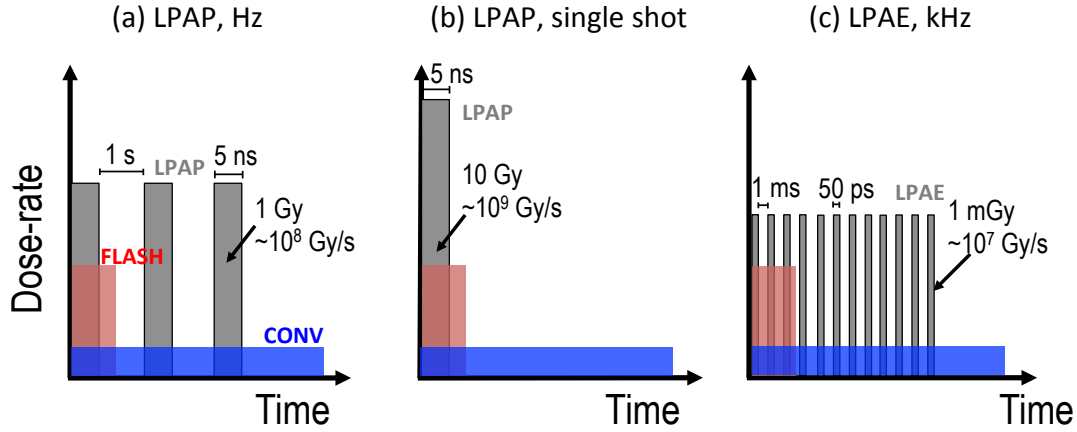 (a) LPAP, Hz
Dose-rate
1 s
LPAP
5 ns
1 Gy
~10⁸ Gy/s
FLASH
CONV
Time
(b) LPAP, single shot
5 ns
LPAP
10 Gy
~10⁹ Gy/s
Time
(c) LPAE, kHz
1 ms
50 ps
LPAE
1 mGy
~10⁷ Gy/s
Time